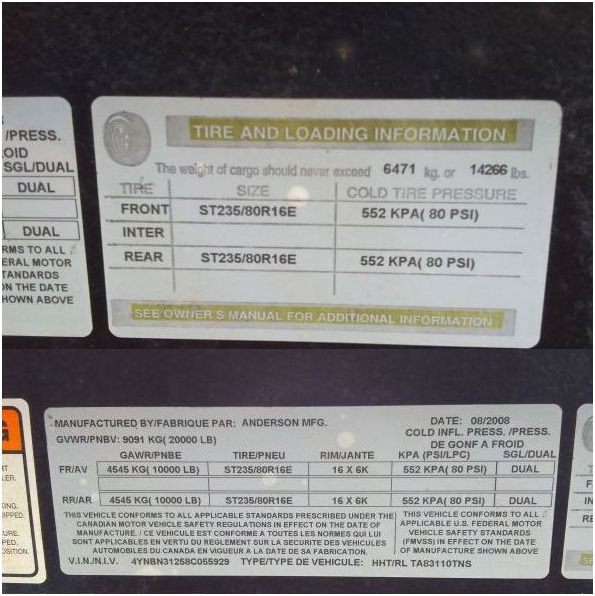 /PRESS.
ROID
SGL/DUAL
DUAL
DUAL
RMS TO ALL
ERAL MOTOR
TANDARDS
ON THE DATE
HOWN ABOVE
TIRE AND LOADING INFORMATION
The weight of cargo should never exceed 6471 kg. or 14266 lbs.
TIRE SIZE COLD TIRE PRESSURE
FRONT ST235/80R16E 552 KPA( 80 PSI)
INTER
REAR ST235/80R16E 552 KPA( 80 PSI)
SEE OWNER'S MANUAL FOR ADDITIONAL INFORMATION
MANUFACTURED BY/FABRIQUE PAR: ANDERSON MFG. DATE: 08/2008
GVWR/PNBV: 9091 KG( 20000 LB) COLD INFL. PRESS. /PRESS.
DE GONF A FROID
GAWR/PNBE TIRE/PNEU RIM/JANTE KPA (PSI/LPC) SGL/DUAL
FR/AV 4545 KG( 10000 LB) ST235/80R16E 16 X 6K 552 KPA( 80 PSI) DUAL
RR/AR 4545 KG( 10000 LB) ST235/80R16E 16 X 6K 552 KPA( 80 PSI) DUAL
THIS VEHICLE CONFORMS TO ALL APPLICABLE STANDARDS PRESCRIBED UNDER THE
CANADIAN MOTOR VEHICLE SAFETY REGULATIONS IN EFFECT ON THE DATE OF
MANUFACTURE. / CE VEHICULE EST CONFORME A TOUTES LES NORMES QUI LUI
SONT APPLICABLES EN VERTU DU REGLEMENT SUR LA SECURITE DES VEHICULES
AUTOMOBILES DU CANADA EN VIGUEUR A LA DATE DE SA FABRICATION.
THIS VEHICLE CONFORMS TO ALL
APPLICABLE U.S. FEDERAL MOTOR
VEHICLE SAFETY STANDARDS
(FMVSS) IN EFFECT ON THE DATE
OF MANUFACTURE SHOWN ABOVE
V.I.N./N.I.V. 4YNBN31258C055929 TYPE/TYPE DE VEHICULE: HHT/RL TA83110TNS